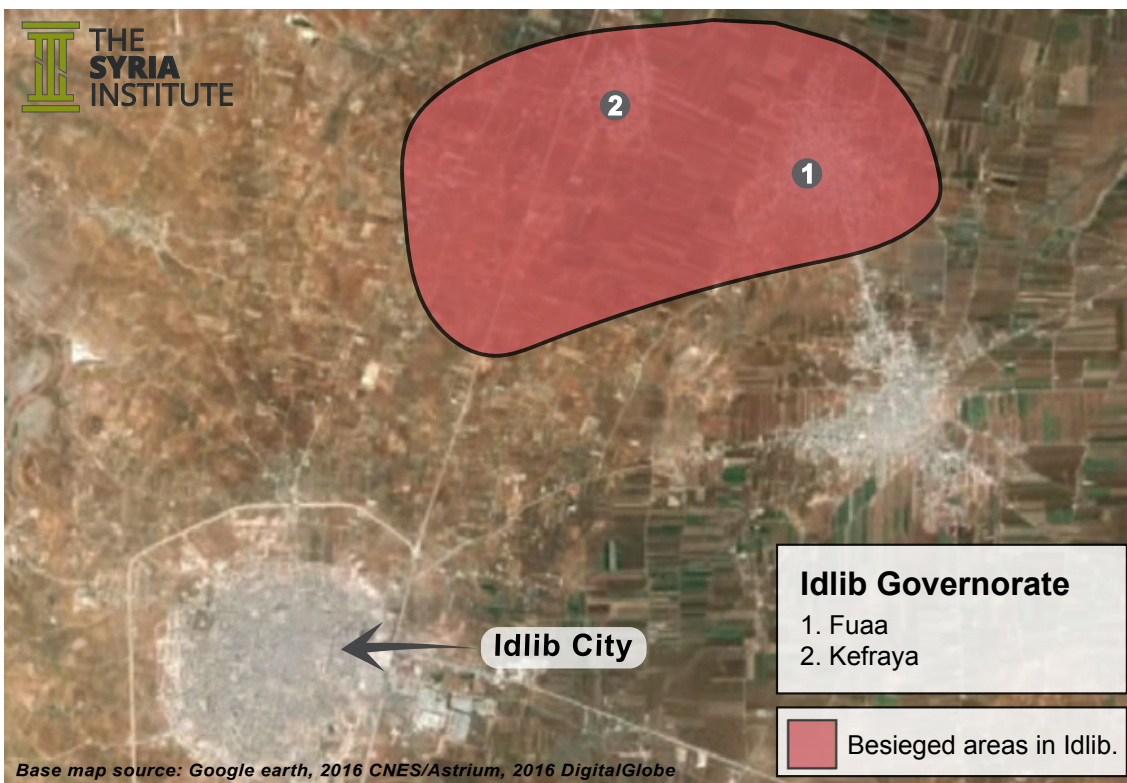 THE
SYRIA
INSTITUTE
2
1
Idlib City
Idlib Governorate
1. Fuaa
2. Kefraya
Besieged areas in Idlib.
Base map source: Google earth, 2016 CNES/Astrium, 2016 DigitalGlobe